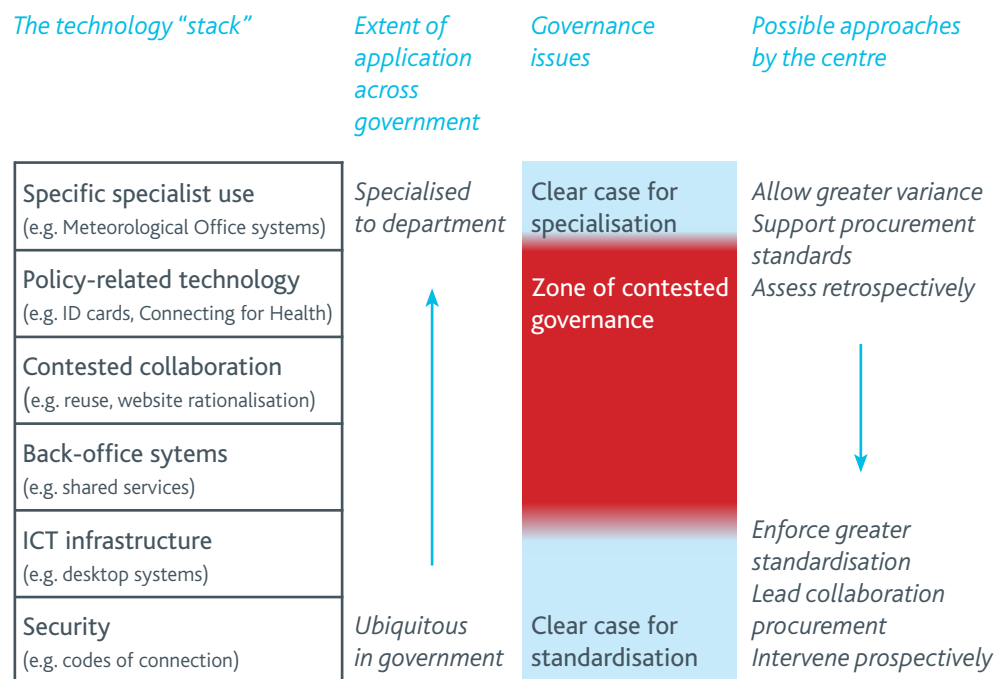 The technology “stack”
Extent of
application
across
government
Governance
issues
Possible approaches
by the centre
Specific specialist use
(e.g. Meteorological Office systems)
Policy-related technology
(e.g. ID cards, Connecting for Health)
Contested collaboration
(e.g. reuse, website rationalisation)
Back-office sytems
(e.g. shared services)
ICT infrastructure
(e.g. desktop systems)
Security
(e.g. codes of connection)
Specialised
to department
Ubiquitous
in government
Clear case for
specialisation
Zone of contested
governance
Clear case for
standardisation
Allow greater variance
Support procurement
standards
Assess retrospectively
Enforce greater
standardisation
Lead collaboration
procurement
Intervene prospectively